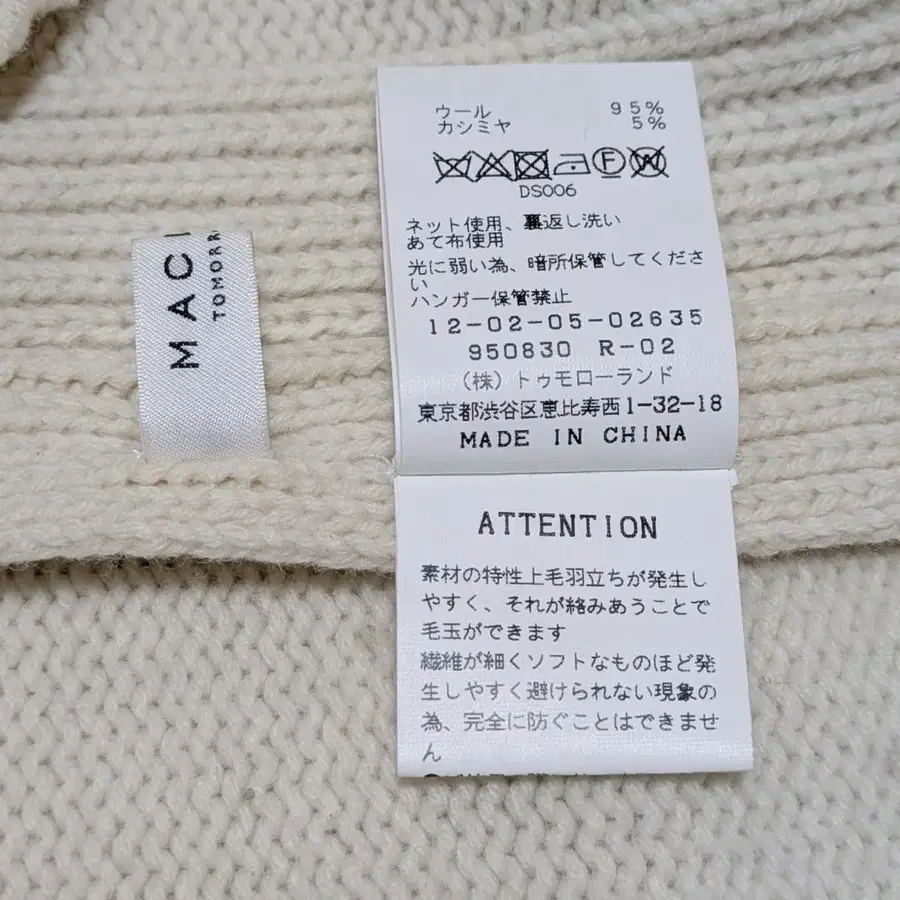 MAC
TOMORR
ウール 95%
カシミヤ 5%
DS006
ネット使用、裏返し洗い
あて布使用
光に弱い為、暗所保管してくださ
い
ハンガー保管禁止
12-02-05-02635
950830 R-02
(株)トゥモローランド
東京都渋谷区恵比寿西1-32-18
MADE IN CHINA
ATTENTION
素材の特性上毛羽立ちが発生し
やすく、それが絡みあうことで
毛玉ができます
繊維が細くソフトなものほど発
生しやすく避けられない現象の
為、完全に防ぐことはできませ
ん